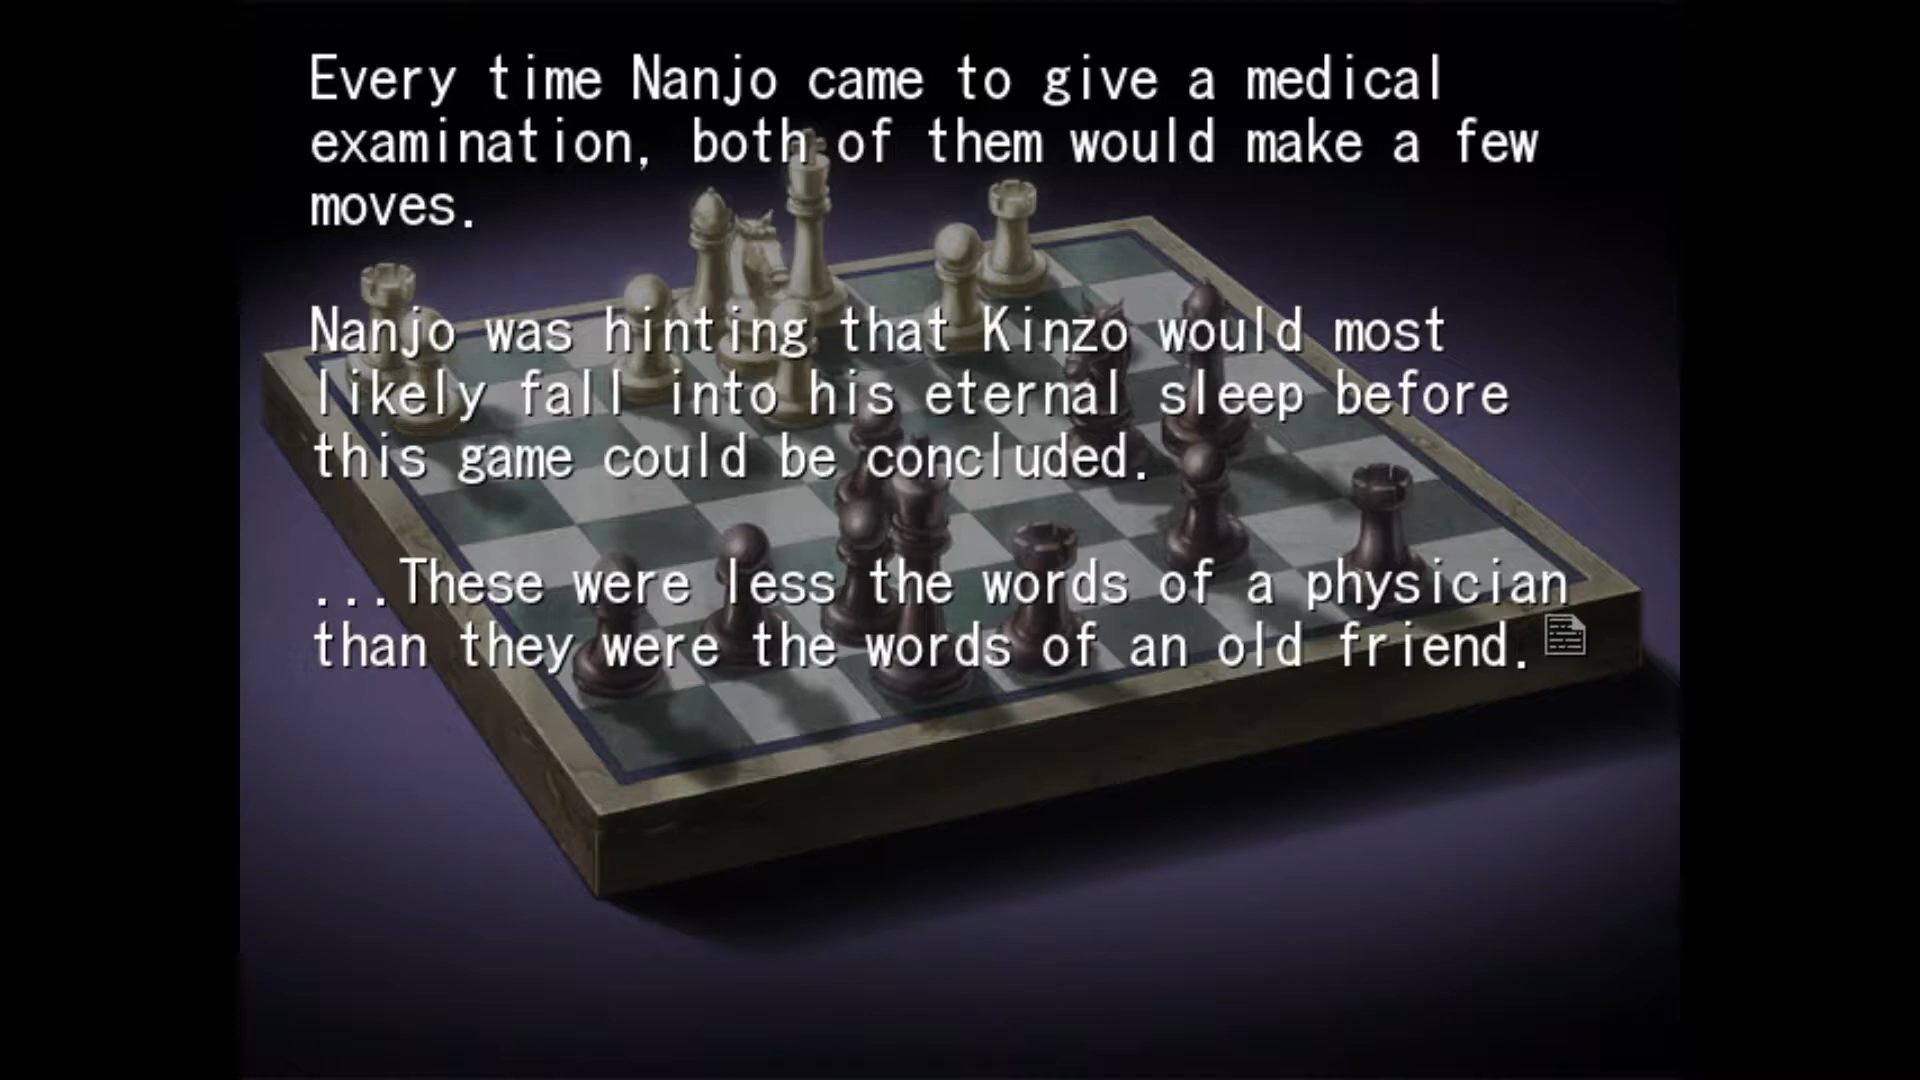 Every time Nanjo came to give a medical
examination, both of them would make a few
moves.
Nanjo was hinting that Kinzo would most
likely fall into his eternal sleep before
this game could be concluded.
...These were less the words of a physician
than they were the words of an old friend.